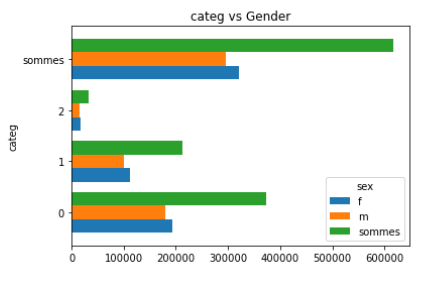 categ vs Gender
sommes
2
1
0
categ
sex
f
m
sommes
0 100000 200000 300000 400000 500000 600000